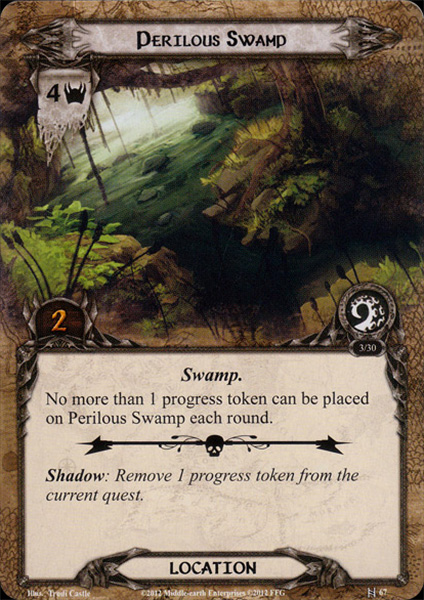 Perilous Swamp
4
2
3/30
Swamp.
No more than 1 progress token can be placed
on Perilous Swamp each round.
Shadow: Remove 1 progress token from the
current quest.
LOCATION
Illus. Trudi Castle ©2012 Middle-earth Enterprises ©2012 FFG 67